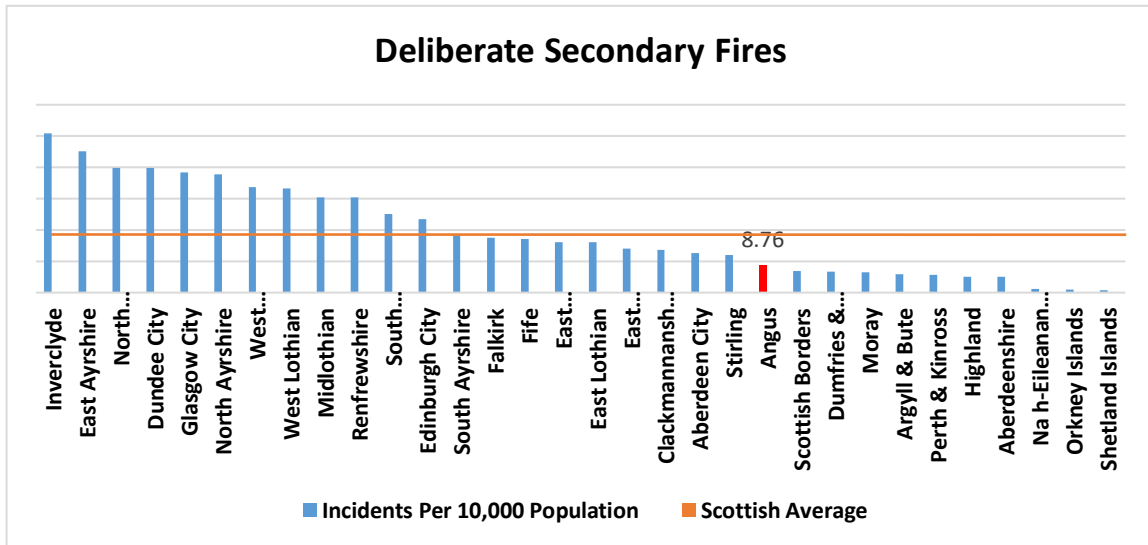 Deliberate Secondary Fires
8.76
Inverclyde
East Ayrshire
North…
Dundee City
Glasgow City
North Ayrshire
West…
West Lothian
Midlothian
Renfrewshire
South…
Edinburgh City
South Ayrshire
Falkirk
Fife
East…
East Lothian
East…
Clackmannansh…
Aberdeen City
Stirling
Angus
Scottish Borders
Dumfries &…
Moray
Argyll & Bute
Perth & Kinross
Highland
Aberdeenshire
Na h-Eileanan…
Orkney Islands
Shetland Islands
Incidents Per 10,000 Population
Scottish Average